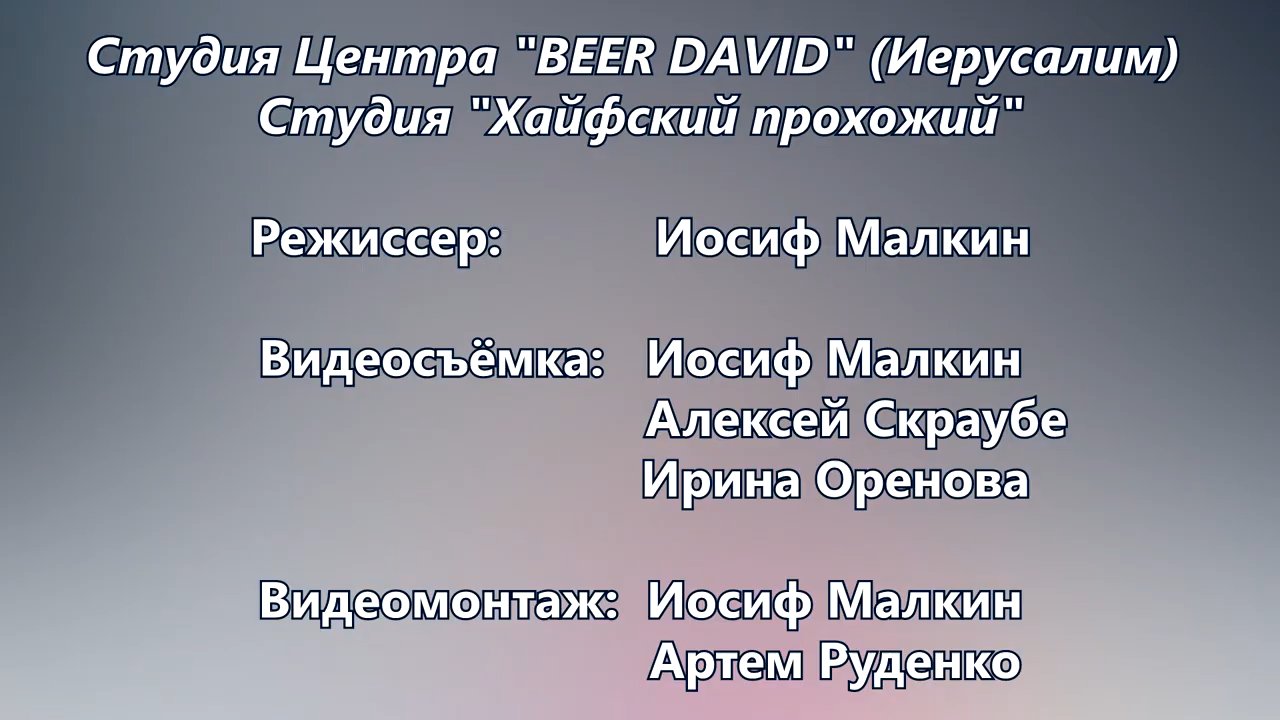 Студия Центра "BEER DAVID" (Иерусалим)
Студия "Хайфский прохожий"
Режиссер: Иосиф Малкин
Видеосъёмка: Иосиф Малкин
Алексей Скраубе
Ирина Оренова
Видеомонтаж: Иосиф Малкин
Артем Руденко